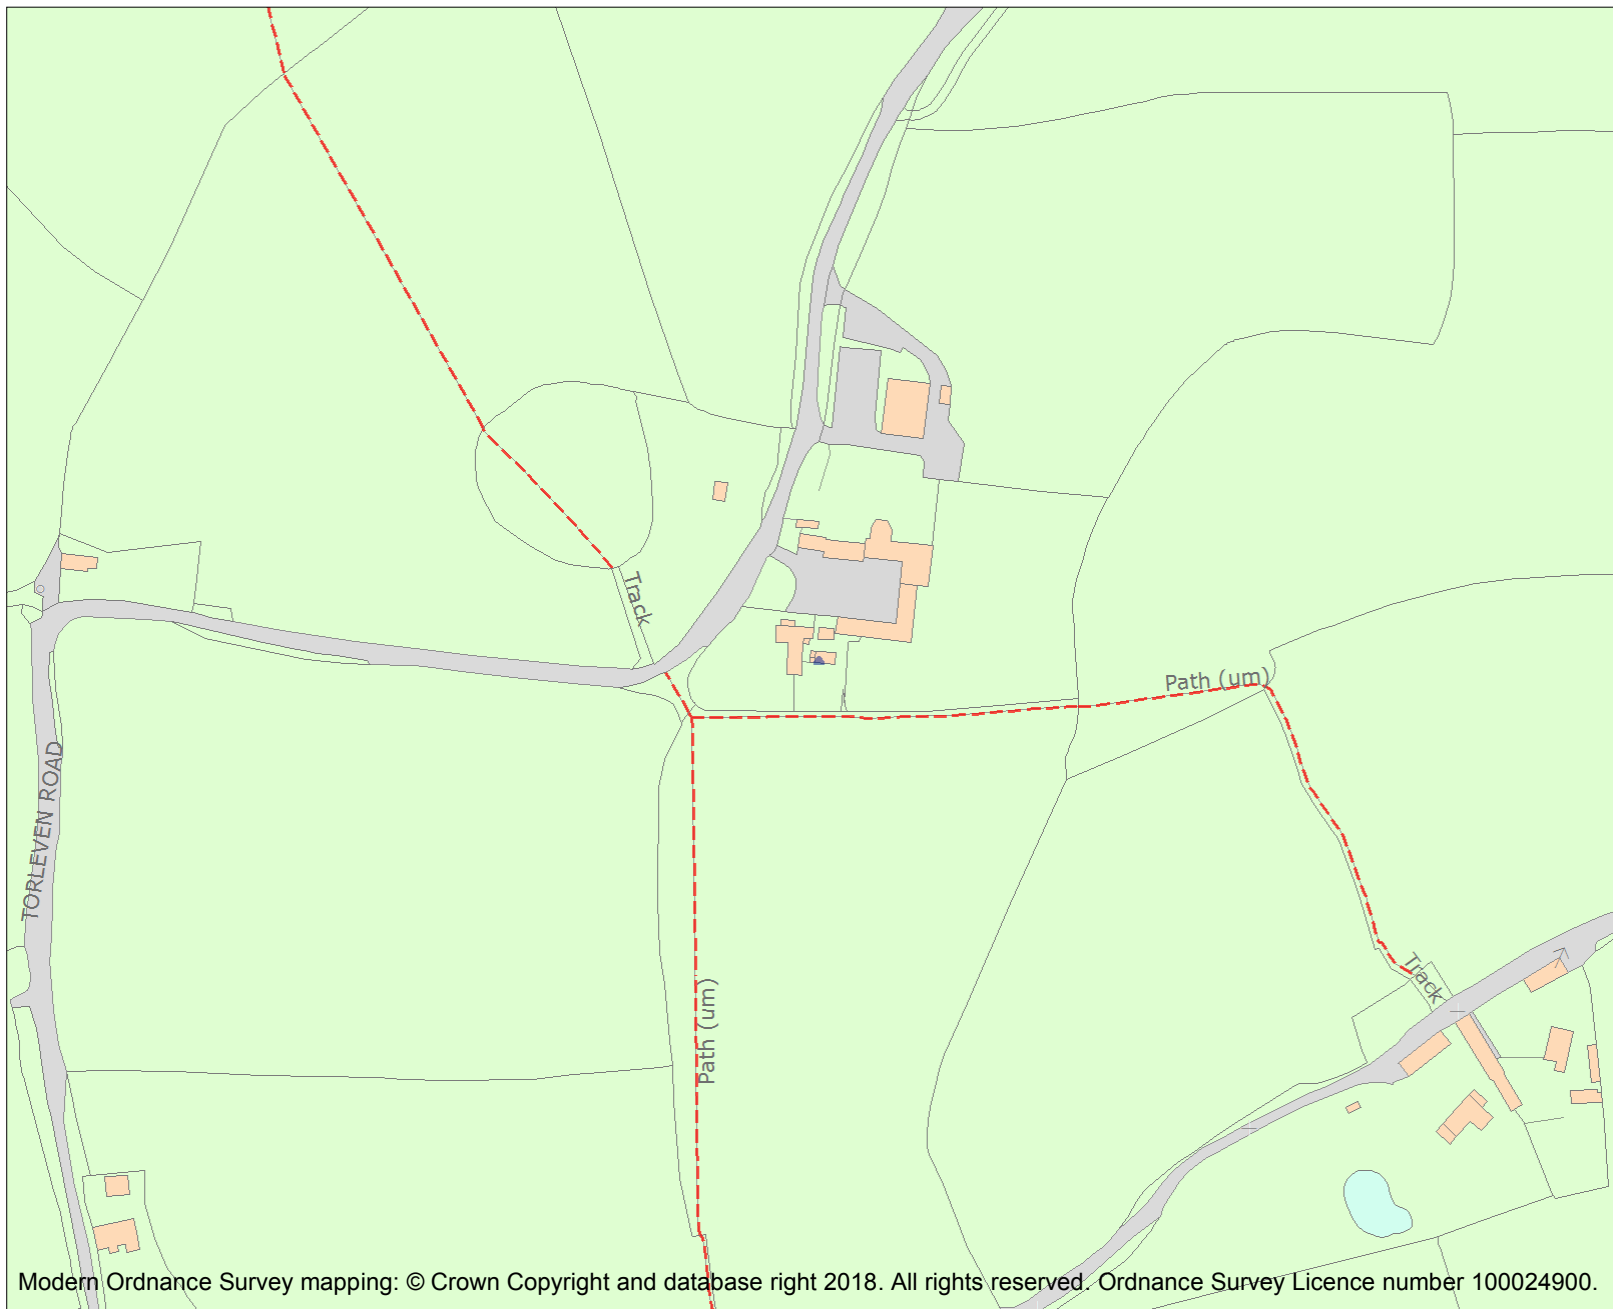 Track
Path (um)
TORLEVEN ROAD
Track
Path (um)
Modern Ordnance Survey mapping: © Crown Copyright and database right 2018. All rights reserved. Ordnance Survey Licence number 100024900.